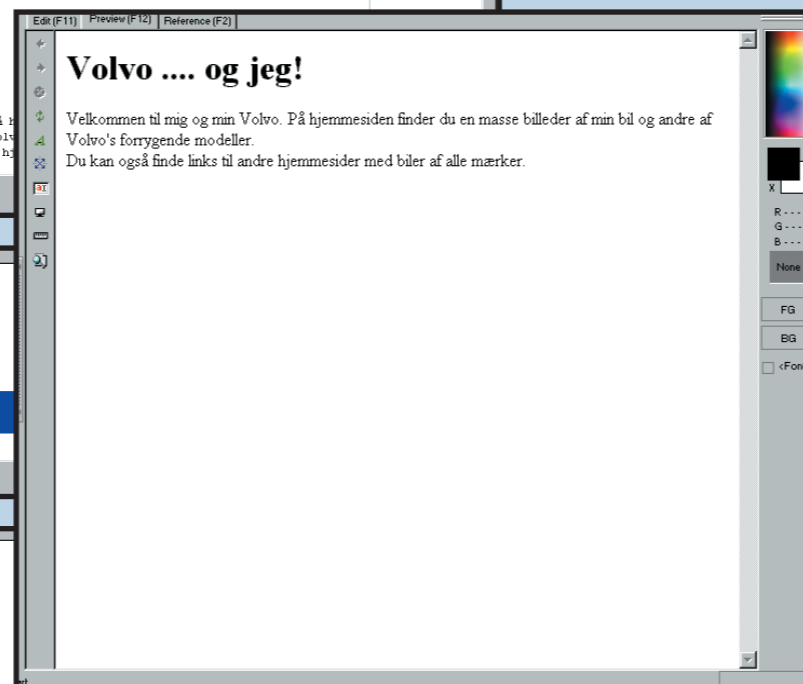 Edit (F11) Preview (F12) Reference (F2)
Volvo .... og jeg!
Velkommen til mig og min Volvo. På hjemmesiden finder du en masse billeder af min bil og andre af
Volvo's forrygende modeller.
Du kan også finde links til andre hjemmesider med biler af alle mærker.
X
R - - -
G - - -
B - - -
None
FG
BG